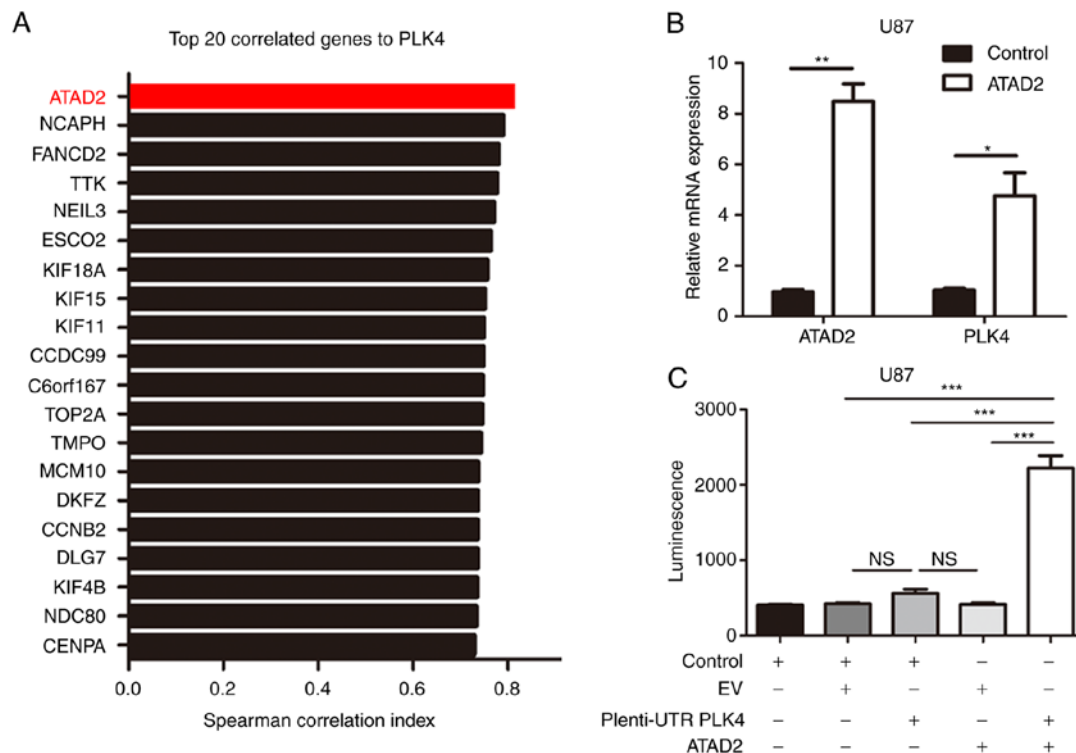 A
Top 20 correlated genes to PLK4
ATAD2
NCAPH
FANCD2
TTK
NEIL3
ESCO2
KIF18A
KIF15
KIF11
CCDC99
C6orf167
TOP2A
TMPO
MCM10
DKFZ
CCNB2
DLG7
KIF4B
NDC80
CENPA
0.0 0.2 0.4 0.6 0.8
Spearman correlation index
B
U87
Control
ATAD2
Relative mRNA expression
10
8
6
4
2
0
**
*
ATAD2 PLK4
C
U87
Luminescence
3000
2000
1000
0
***
***
***
NS NS
Control + + + − −
EV − + − + −
Plenti-UTR PLK4 − − + − +
ATAD2 − − − + +